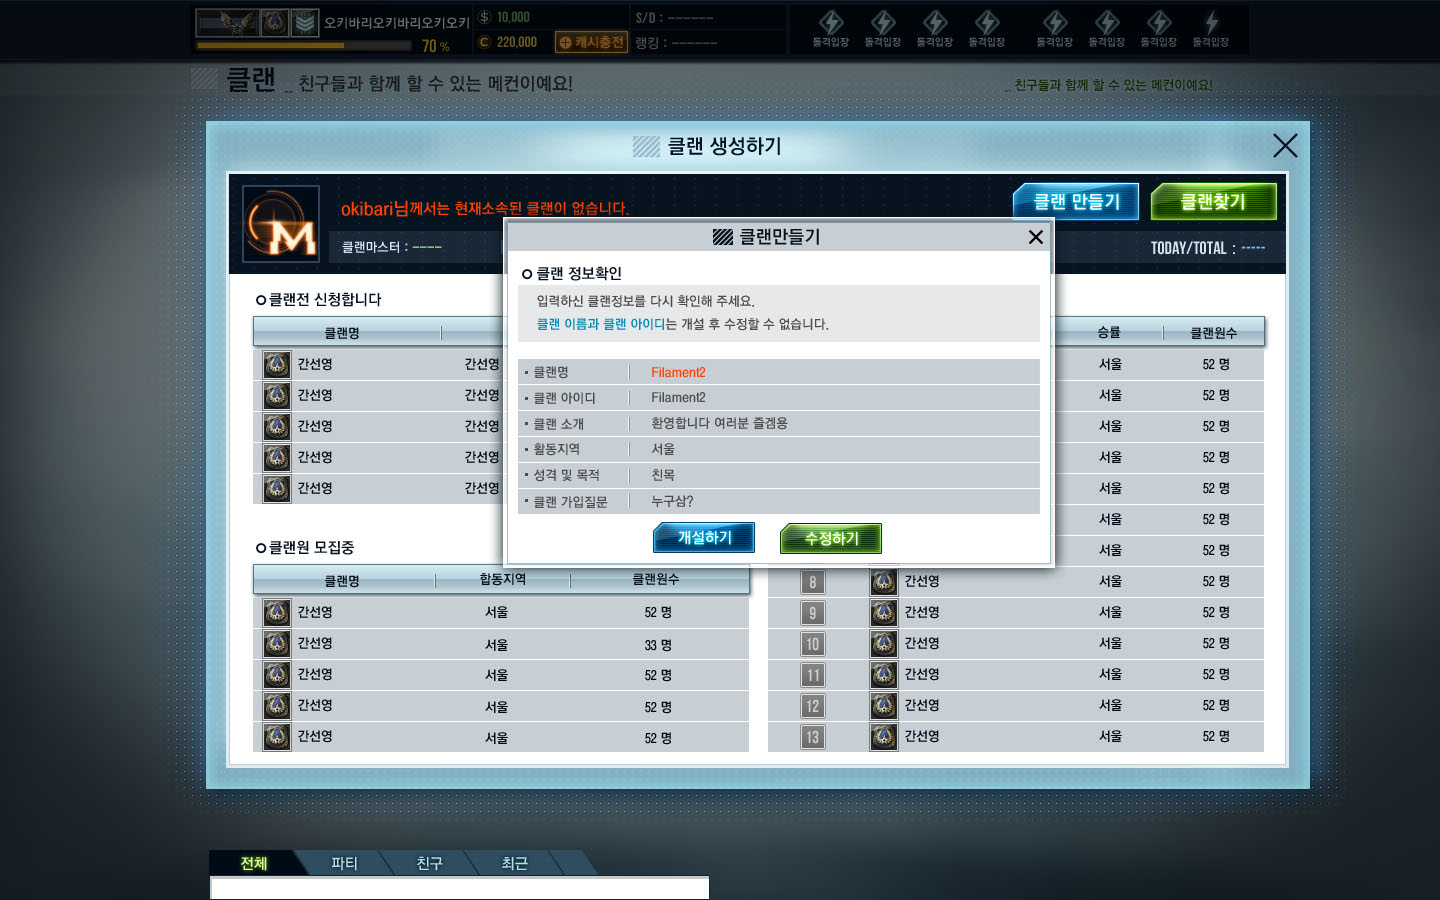 오키바리오키바리오키오키
70 %
10,000
220,000
캐시충전
S/D : ------
랭킹 : ------
돌격입장 돌격입장 돌격입장 돌격입장 돌격입장 돌격입장 돌격입장 돌격입장
클랜 _ 친구들과 함께 할 수 있는 메컨이예요!
_ 친구들과 함께 할 수 있는 메컨이예요!
클랜 생성하기
M
okibari님께서는 현재소속된 클랜이 없습니다.
클랜 만들기
클랜찾기
클랜마스터 : ----
TODAY/TOTAL : -----
클랜만들기
클랜 정보확인
입력하신 클랜정보를 다시 확인해 주세요.
클랜 이름과 클랜 아이디는 개설 후 수정할 수 없습니다.
클랜명 Filament2
클랜 아이디 Filament2
클랜 소개 환영합니다 여러분 즐겜용
활동지역 서울
성격 및 목적 친목
클랜 가입질문 누구삼?
개설하기
수정하기
클랜전 신청합니다
클랜명
간선영 간선영
간선영 간선영
간선영 간선영
간선영 간선영
간선영 간선영
클랜원 모집중
클랜명 합동지역 클랜원수
간선영 서울 52 명
간선영 서울 33 명
간선영 서울 52 명
간선영 서울 52 명
간선영 서울 52 명
승률 클랜원수
서울 52 명
서울 52 명
서울 52 명
서울 52 명
서울 52 명
서울 52 명
서울 52 명
8 간선영 서울 52 명
9 간선영 서울 52 명
10 간선영 서울 52 명
11 간선영 서울 52 명
12 간선영 서울 52 명
13 간선영 서울 52 명
전체 파티 친구 최근